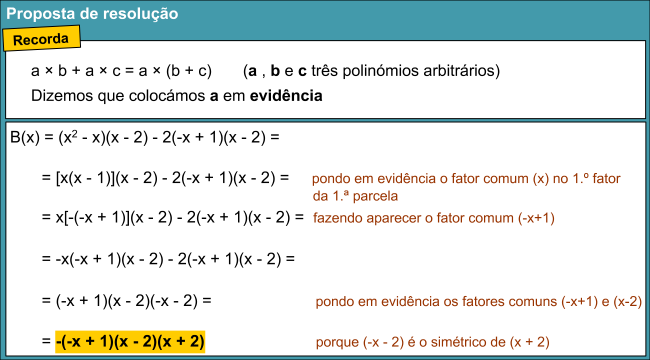 Proposta de resolução
Recorda
a × b + a × c = a × (b + c) (a , b e c três polinómios arbitrários)
Dizemos que colocámos a em evidência
B(x) = (x² - x)(x - 2) - 2(-x + 1)(x - 2) =
= [x(x - 1)](x - 2) - 2(-x + 1)(x - 2) = pondo em evidência o fator comum (x) no 1.º fator
da 1.ª parcela
= x[-(-x + 1)](x - 2) - 2(-x + 1)(x - 2) = fazendo aparecer o fator comum (-x+1)
= -x(-x + 1)(x - 2) - 2(-x + 1)(x - 2) =
= (-x + 1)(x - 2)(-x - 2) = pondo em evidência os fatores comuns (-x+1) e (x-2)
= -(-x + 1)(x - 2)(x + 2) porque (-x - 2) é o simétrico de (x + 2)